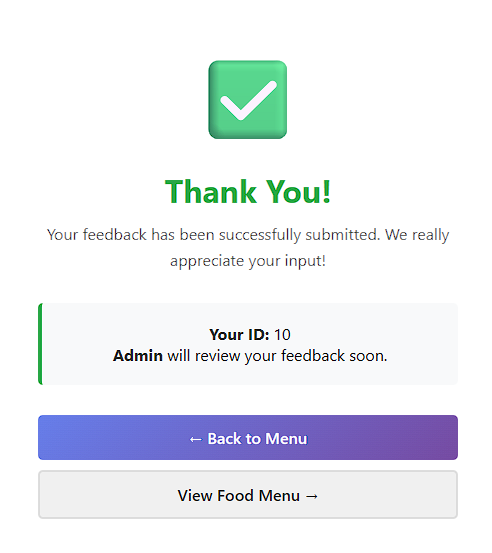 Thank You!
Your feedback has been successfully submitted. We really
appreciate your input!
Your ID: 10
Admin will review your feedback soon.
← Back to Menu
View Food Menu →